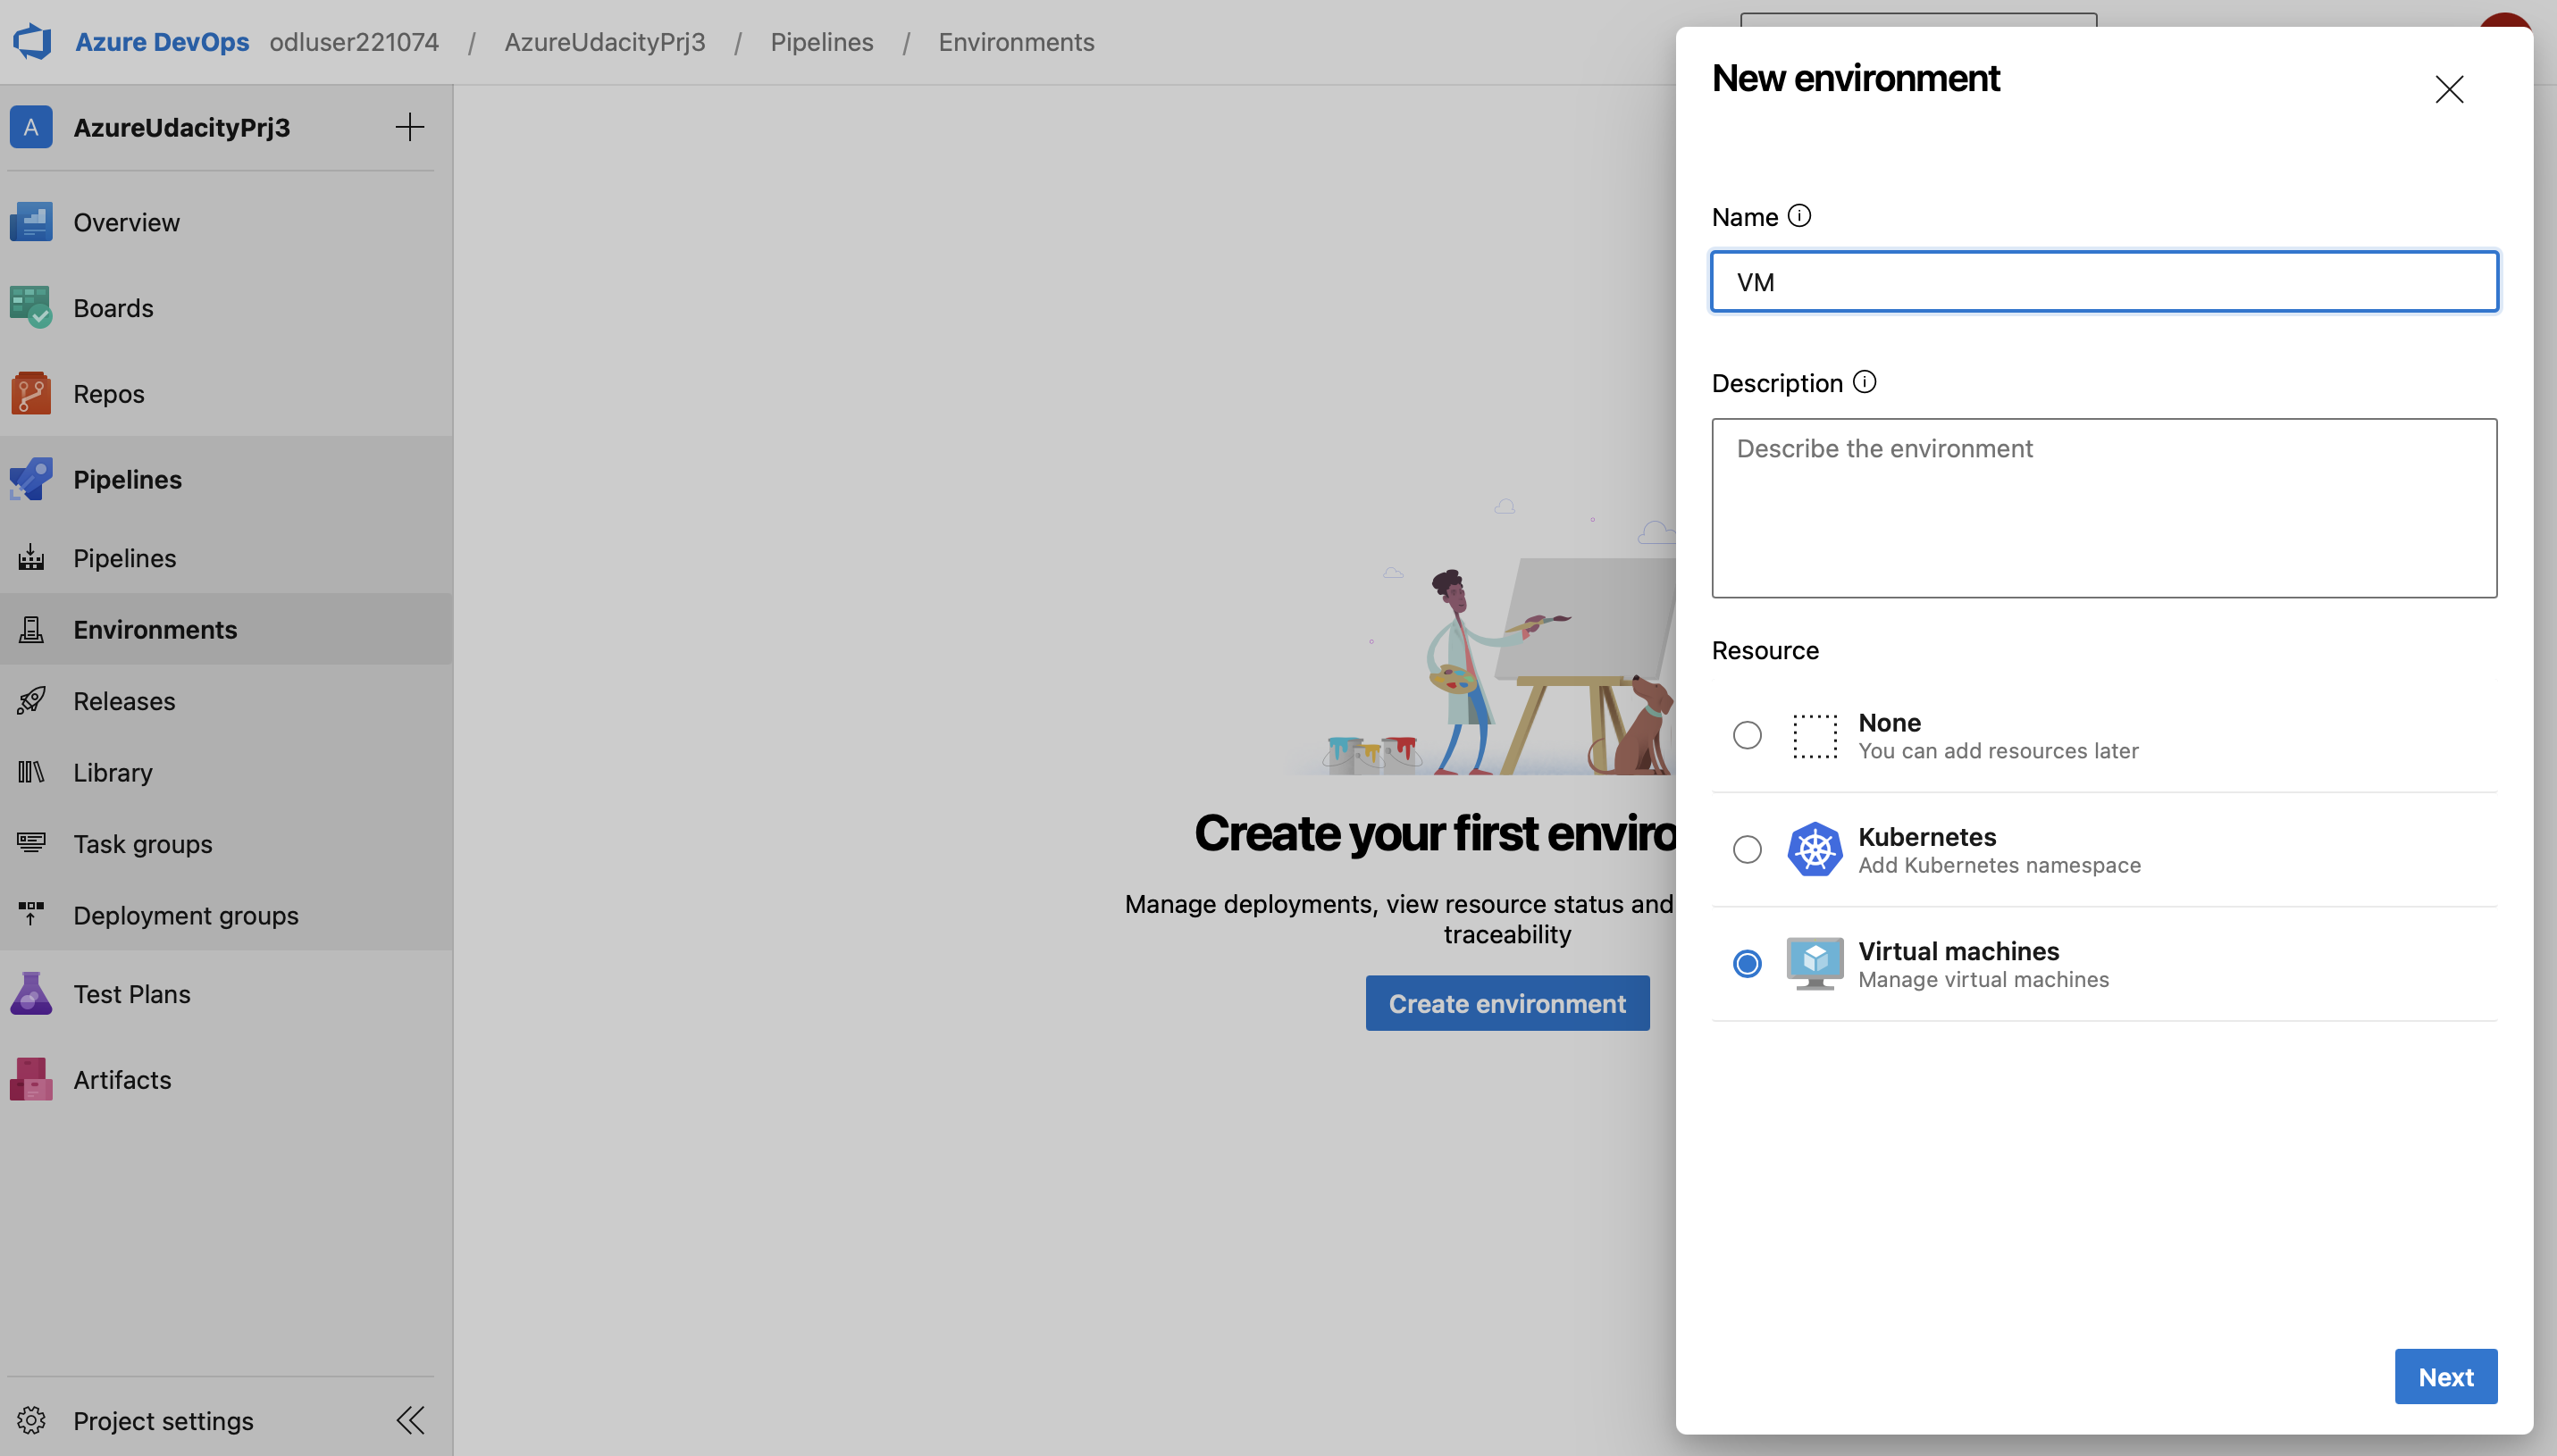 Azure DevOps odluser221074 / AzureUdacityPrj3 / Pipelines / Environments
A AzureUdacityPrj3
Overview
Boards
Repos
Pipelines
Pipelines
Environments
Releases
Library
Task groups
Deployment groups
Test Plans
Artifacts
Project settings
Create your first enviro
Manage deployments, view resource status and
traceability
Create environment
New environment
Name
VM
Description
Describe the environment
Resource
None
You can add resources later
Kubernetes
Add Kubernetes namespace
Virtual machines
Manage virtual machines
Next